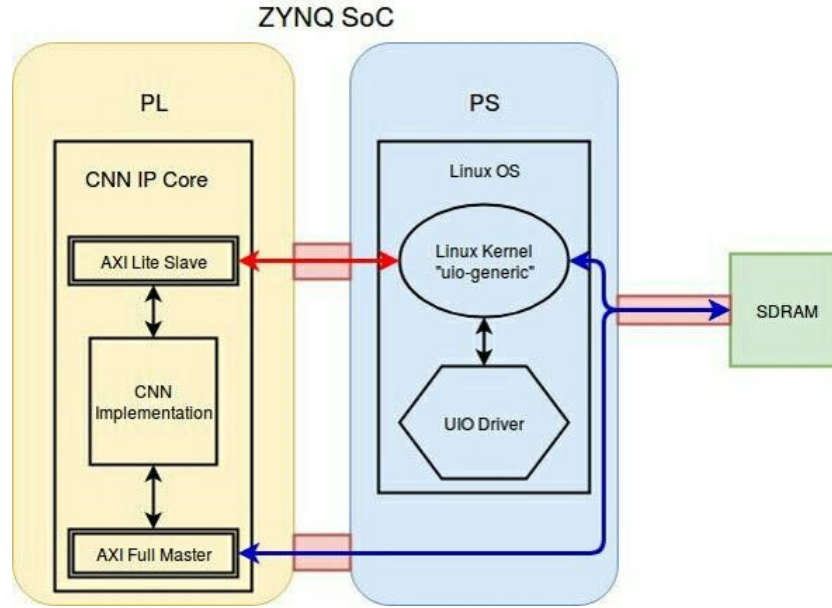 ZYNQ SoC
PL
PS
CNN IP Core
Linux OS
AXI Lite Slave
Linux Kernel
"uio-generic"
SDRAM
CNN
Implementation
UIO Driver
AXI Full Master